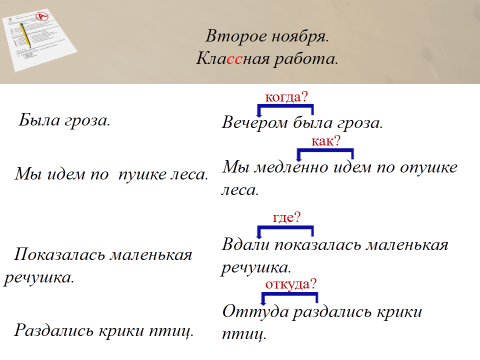 Второе ноября.
Классная работа.
Была гроза.
когда?
Вечером была гроза.
Мы идем по пушке леса.
как?
Мы медленно идем по опушке
леса.
Показалась маленькая
речушка.
где?
Вдали показалась маленькая
речушка.
Раздались крики птиц.
откуда?
Оттуда раздались крики
птиц.